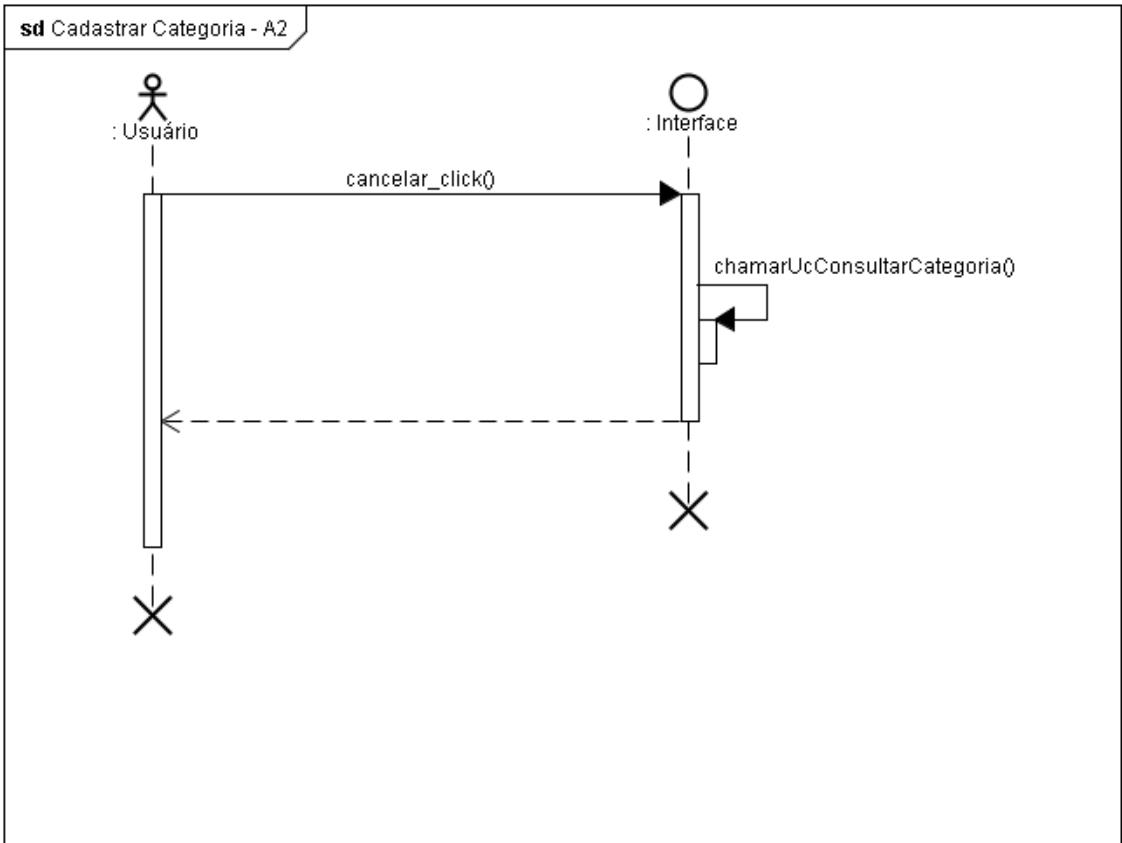 sd Cadastrar Categoria - A2
: Usuário
: Interface
cancelar_click()
chamarUcConsultarCategoria()